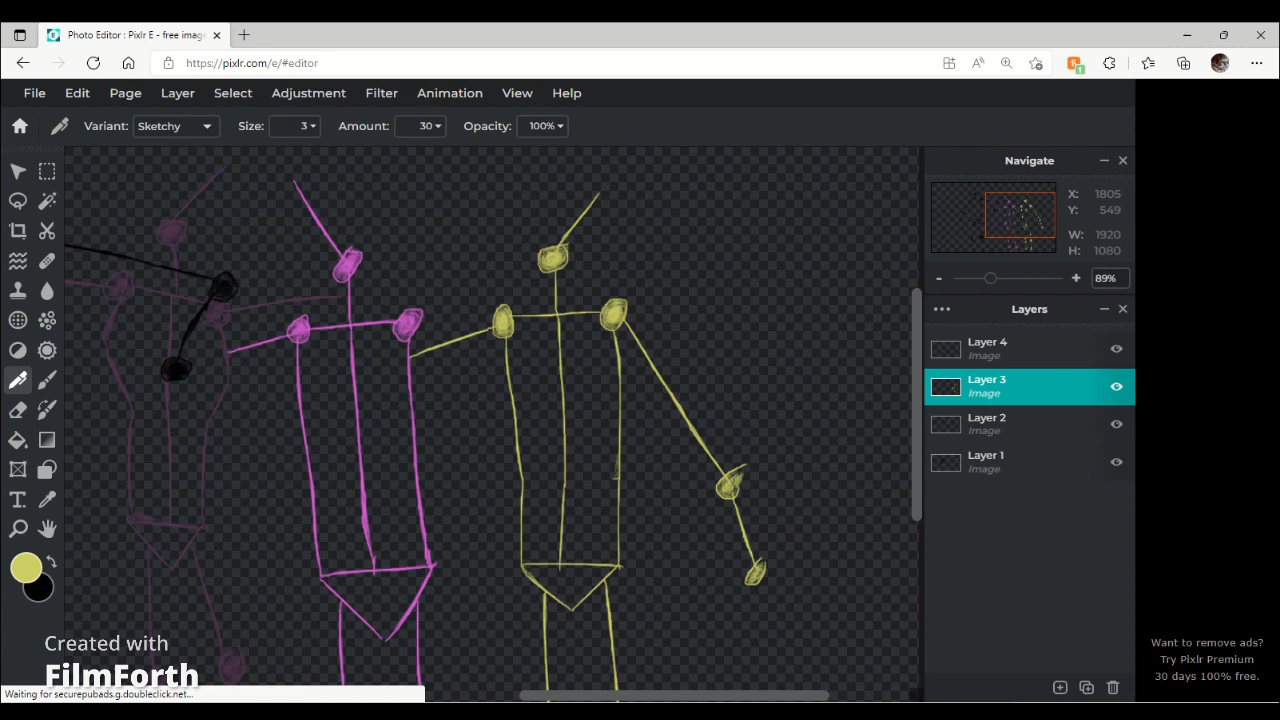 Photo Editor : Pixlr E - free image
https://pixlr.com/e/#editor
File Edit Page Layer Select Adjustment Filter Animation View Help
Variant: Sketchy Size: 3 Amount: 30 Opacity: 100%
Navigate
X: 1805
Y: 549
W: 1920
H: 1080
- + 89%
Layers
Layer 4
Image
Layer 3
Image
Layer 2
Image
Layer 1
Image
Created with
FilmForth
Waiting for securepubads.g.doubleclick.net...
Want to remove ads?
Try Pixlr Premium
30 days 100% free.